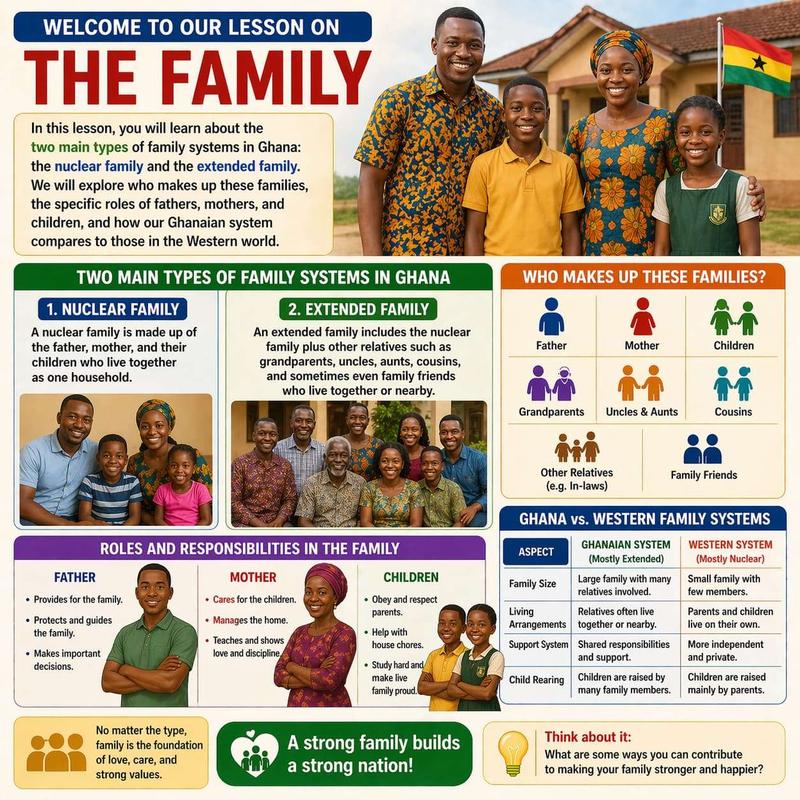 WELCOME TO OUR LESSON ON
THE FAMILY
In this lesson, you will learn about the
two main types of family systems in Ghana:
the nuclear family and the extended family.
We will explore who makes up these families,
the specific roles of fathers, mothers, and
children, and how our Ghanaian system
compares to those in the Western world.
TWO MAIN TYPES OF FAMILY SYSTEMS IN GHANA
1. NUCLEAR FAMILY
A nuclear family is made up of
the father, mother, and their
children who live together
as one household.
2. EXTENDED FAMILY
An extended family includes the nuclear
family plus other relatives such as
grandparents, uncles, aunts, cousins,
and sometimes even family friends
who live together or nearby.
WHO MAKES UP THESE FAMILIES?
Father
Mother
Children
Grandparents
Uncles & Aunts
Cousins
Other Relatives
(e.g. In-laws)
Family Friends
ROLES AND RESPONSIBILITIES IN THE FAMILY
FATHER
• Provides for the family.
• Protects and guides
the family.
• Makes important
decisions.
MOTHER
• Cares for the children.
• Manages the home.
• Teaches and shows
love and discipline.
CHILDREN
• Obey and respect
parents.
• Help with
house chores.
• Study hard and
make live
family proud.
GHANA vs. WESTERN FAMILY SYSTEMS
ASPECT
GHANAIAN SYSTEM
(Mostly Extended)
WESTERN SYSTEM
(Mostly Nuclear)
Family Size
Large family with many
relatives involved.
Small family with
few members.
Living
Arrangements
Relatives often live
together or nearby.
Parents and children
live on their own.
Support System
Shared responsibilities
and support.
More independent
and private.
Child Rearing
Children are raised by
many family members.
Children are raised
mainly by parents.
No matter the type,
family is the foundation
of love, care, and
strong values.
A strong family builds
a strong nation!
Think about it:
What are some ways you can contribute
to making your family stronger and happier?